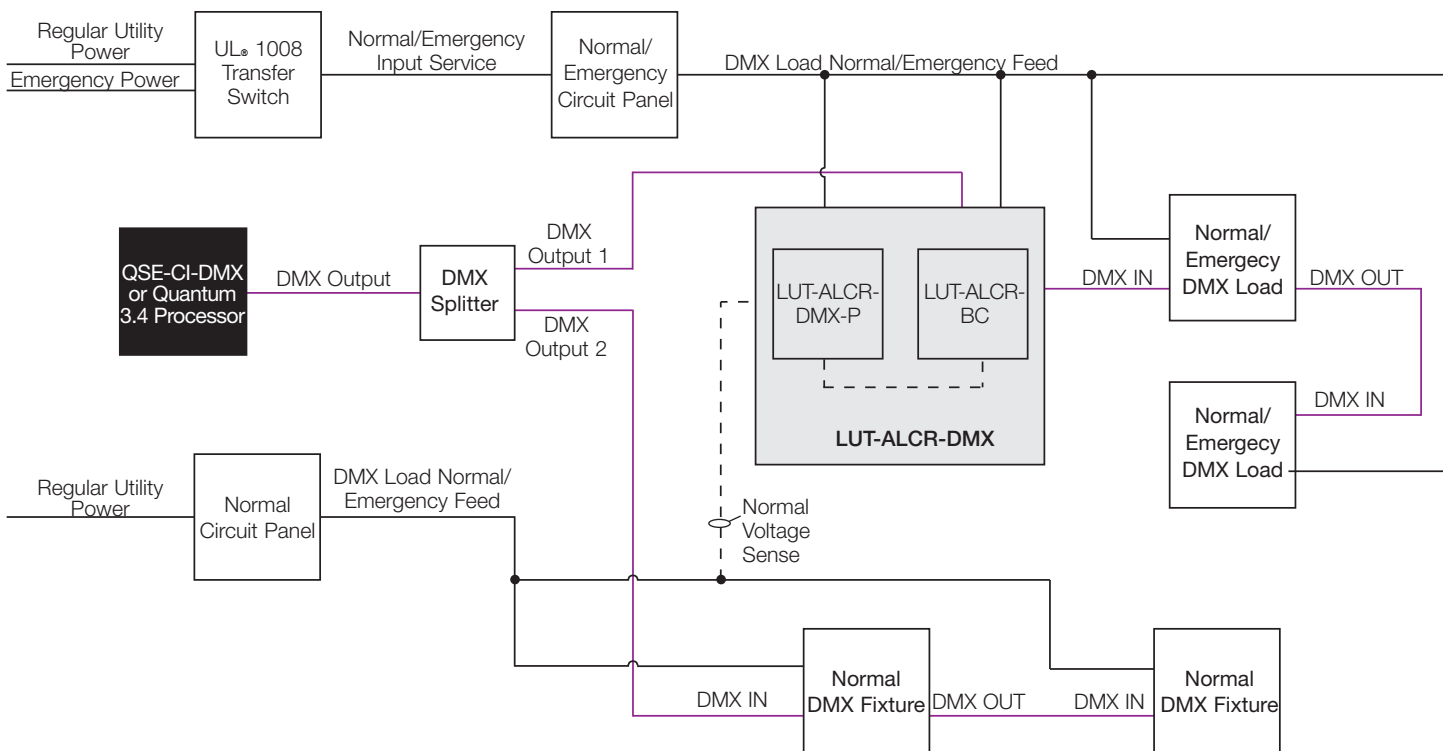 Regular Utility
Power
Emergency Power
UL® 1008
Transfer
Switch
Normal/Emergency
Input Service
Normal/
Emergency
Circuit Panel
DMX Load Normal/Emergency Feed
QSE-CI-DMX
or Quantum
3.4 Processor
DMX Output
DMX
Splitter
DMX
Output 1
DMX
Output 2
LUT-ALCR-
DMX-P
LUT-ALCR-
BC
LUT-ALCR-DMX
DMX IN
Normal/
Emergecy
DMX Load
DMX OUT
DMX IN
Normal/
Emergecy
DMX Load
Regular Utility
Power
Normal
Circuit Panel
DMX Load Normal/
Emergency Feed
Normal
Voltage
Sense
DMX IN
Normal
DMX Fixture
DMX OUT
DMX IN
Normal
DMX Fixture